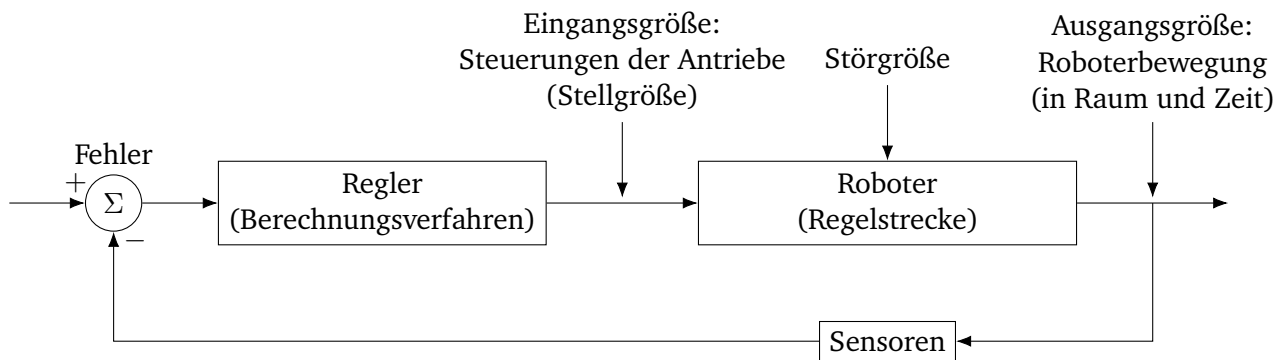 Eingangsgröße:
Steuerungen der Antriebe
(Stellgröße)
Störgröße
Ausgangsgröße:
Roboterbewegung
(in Raum und Zeit)
Fehler
+
Σ
−
Regler
(Berechnungsverfahren)
Roboter
(Regelstrecke)
Sensoren